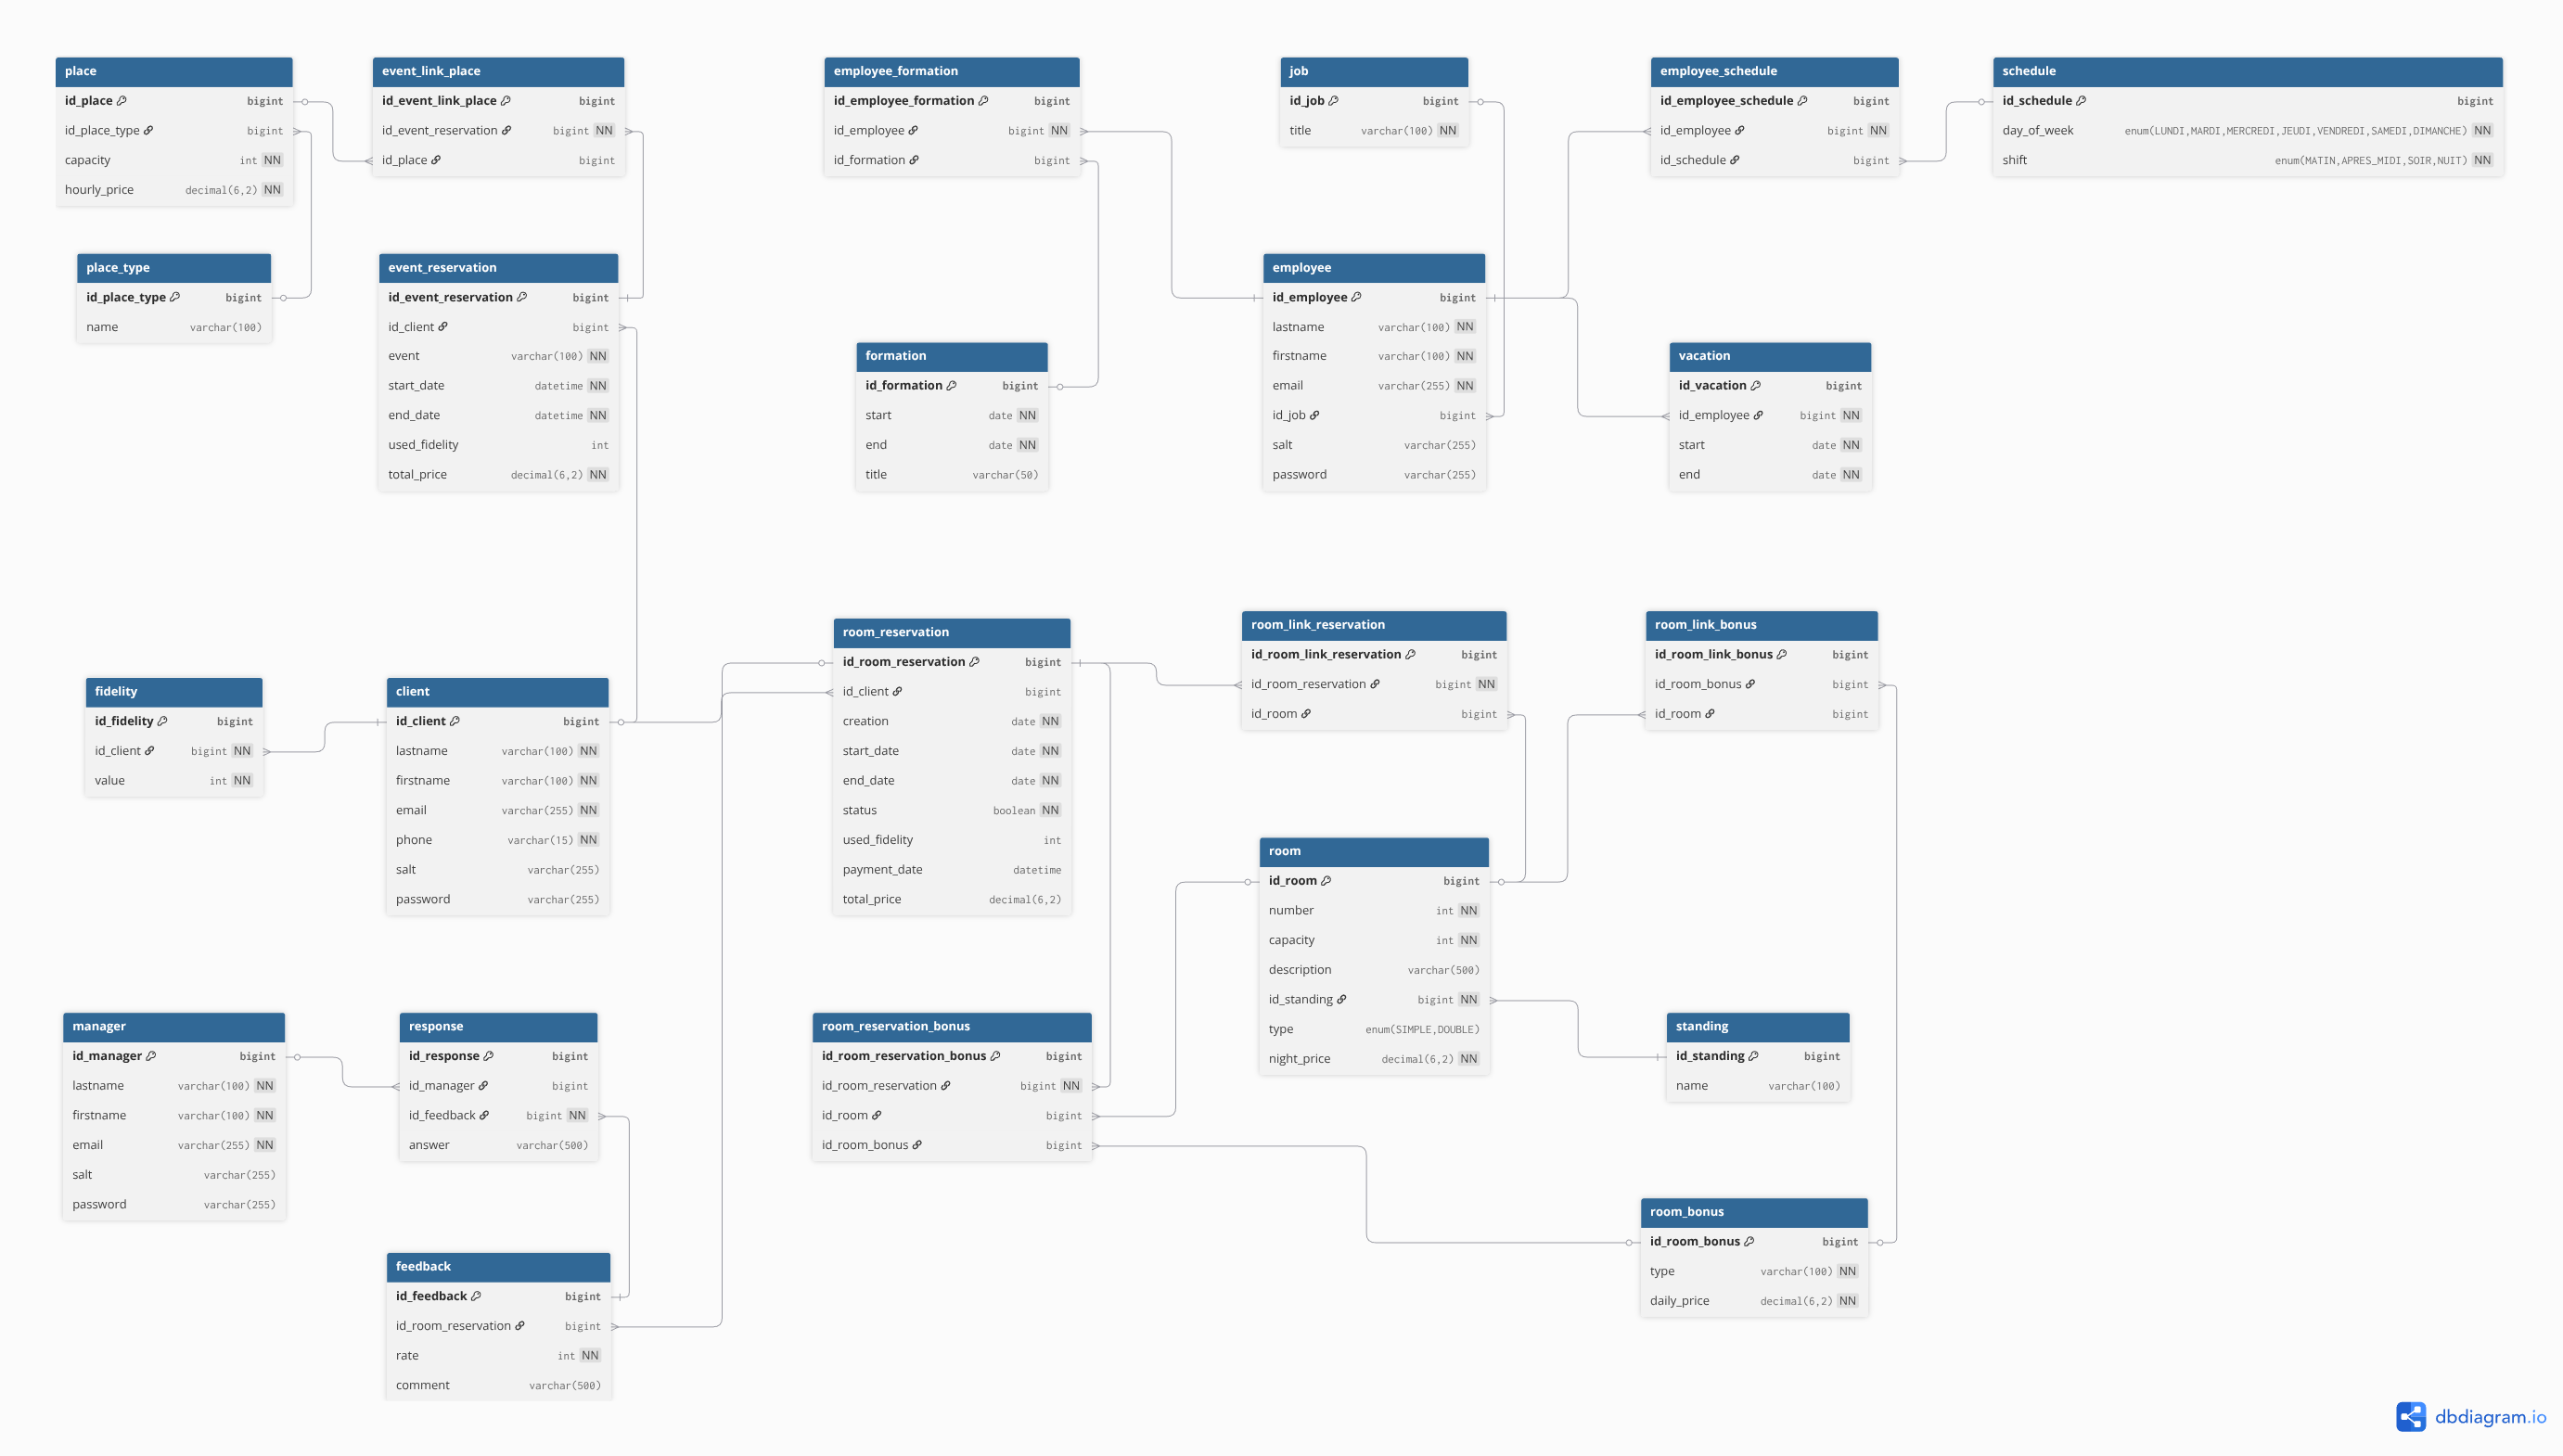 place
id_place bigint
id_place_type bigint
capacity int NN
hourly_price decimal(6,2) NN
event_link_place
id_event_link_place bigint
id_event_reservation bigint NN
id_place bigint
employee_formation
id_employee_formation bigint
id_employee bigint NN
id_formation bigint
job
id_job bigint
title varchar(100) NN
employee_schedule
id_employee_schedule bigint
id_employee bigint NN
id_schedule bigint
schedule
id_schedule bigint
day_of_week enum(LUNDI,MARDI,MERCREDI,JEUDI,VENDREDI,SAMEDI,DIMANCHE) NN
shift enum(MATIN,APRES_MIDI,SOIR,NUIT) NN
place_type
id_place_type bigint
name varchar(100)
event_reservation
id_event_reservation bigint
id_client bigint
event varchar(100) NN
start_date datetime NN
end_date datetime NN
used_fidelity int
total_price decimal(6,2) NN
formation
id_formation bigint
start date NN
end date NN
title varchar(50)
employee
id_employee bigint
lastname varchar(100) NN
firstname varchar(100) NN
email varchar(255) NN
id_job bigint
salt varchar(255)
password varchar(255)
vacation
id_vacation bigint
id_employee bigint NN
start date NN
end date NN
fidelity
id_fidelity bigint
id_client bigint NN
value int NN
client
id_client bigint
lastname varchar(100) NN
firstname varchar(100) NN
email varchar(255) NN
phone varchar(15) NN
salt varchar(255)
password varchar(255)
room_reservation
id_room_reservation bigint
id_client bigint
creation date NN
start_date date NN
end_date date NN
status boolean NN
used_fidelity int
payment_date datetime
total_price decimal(6,2)
room_link_reservation
id_room_link_reservation bigint
id_room_reservation bigint NN
id_room bigint
room_link_bonus
id_room_link_bonus bigint
id_room_bonus bigint
id_room bigint
room
id_room bigint
number int NN
capacity int NN
description varchar(500)
id_standing bigint NN
type enum(SIMPLE,DOUBLE)
night_price decimal(6,2) NN
manager
id_manager bigint
lastname varchar(100) NN
firstname varchar(100) NN
email varchar(255) NN
salt varchar(255)
password varchar(255)
response
id_response bigint
id_manager bigint
id_feedback bigint NN
answer varchar(500)
room_reservation_bonus
id_room_reservation_bonus bigint
id_room_reservation bigint NN
id_room bigint
id_room_bonus bigint
standing
id_standing bigint
name varchar(100)
room_bonus
id_room_bonus bigint
type varchar(100) NN
daily_price decimal(6,2) NN
feedback
id_feedback bigint
id_room_reservation bigint
rate int NN
comment varchar(500)
dbdiagram.io